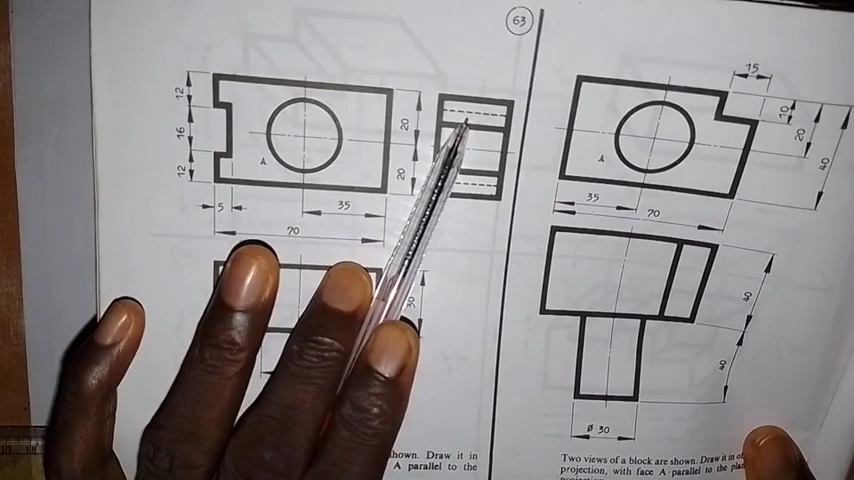 63
12
16
12
A
5
35
70
20
20
30
15
10
20
40
A
35
70
40
40
Ø 30
hown. Draw it in
A parallel to the
Two views of a block are shown. Draw it in o
projection, with face A parallel to the plan